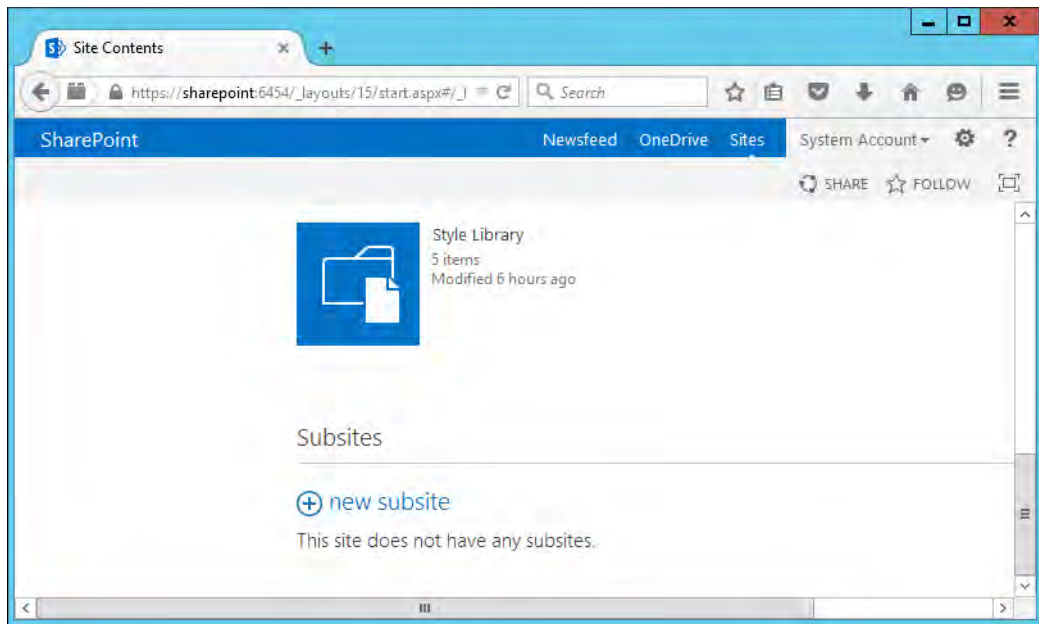 Site Contents
https://sharepoint:6454/_layouts/15/start.aspx#/_l
Search
SharePoint
Newsfeed OneDrive Sites System Account ?
SHARE FOLLOW
Style Library
5 items
Modified 6 hours ago
Subsites
new subsite
This site does not have any subsites.